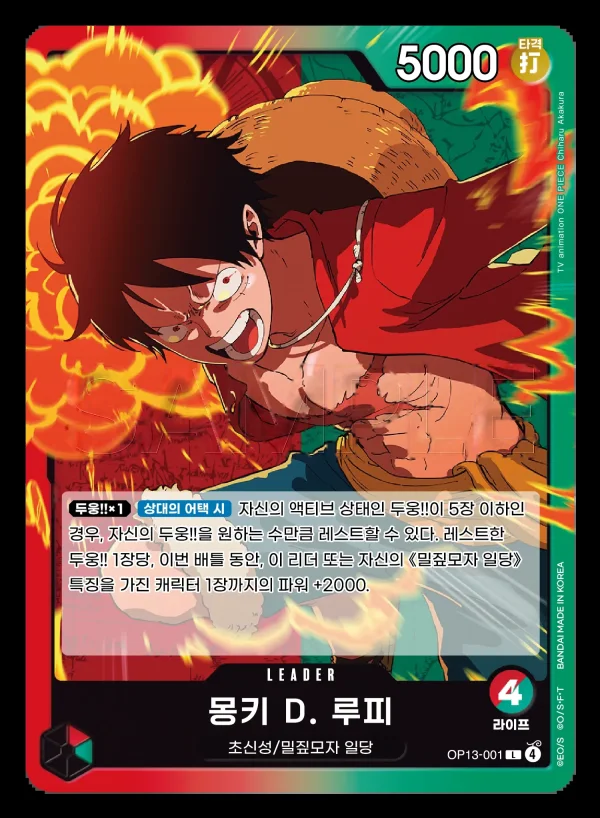 5000
타격
打
TV animation ONE PIECE Chiharu Akakura
SAMPLE
두웅!!×1 상대의 어택 시 자신의 액티브 상태인 두웅!!이 5장 이하인
경우, 자신의 두웅!!을 원하는 수만큼 레스트할 수 있다. 레스트한
두웅!! 1장당, 이번 배틀 동안, 이 리더 또는 자신의 《밀짚모자 일당》
특징을 가진 캐릭터 1장까지의 파워 +2000.
LEADER
몽키 D. 루피
초신성/밀짚모자 일당
4
라이프
OP13-001 L 4
©EO/S ©O/S·F·T BANDAI MADE IN KOREA